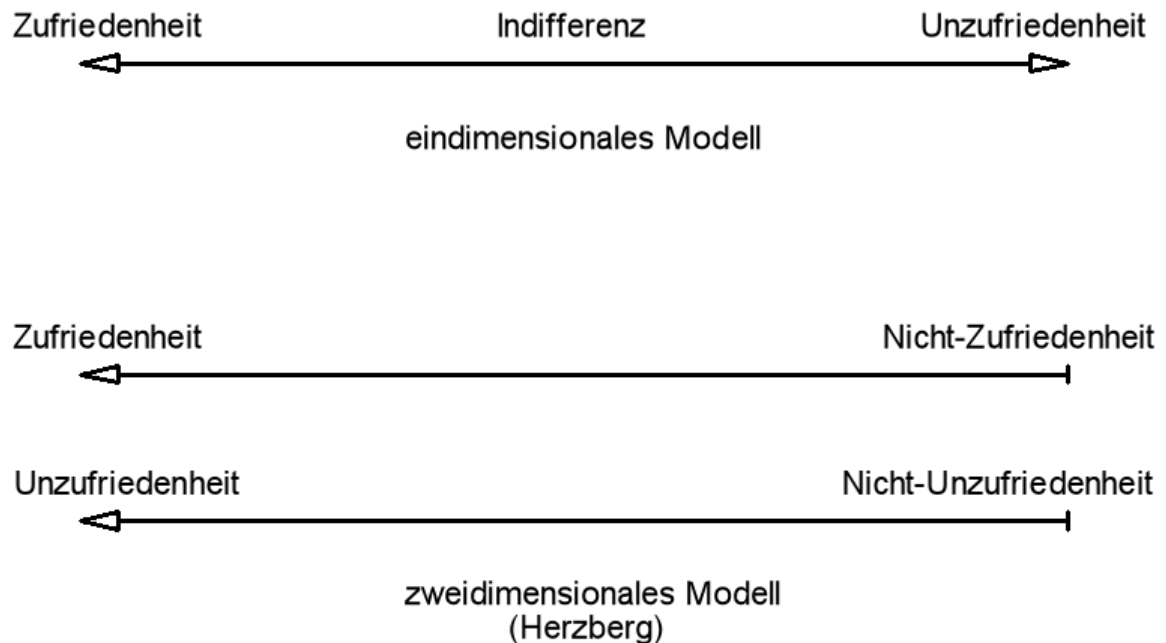 Zufriedenheit Indifferenz Unzufriedenheit
eindimensionales Modell
Zufriedenheit Nicht-Zufriedenheit
Unzufriedenheit Nicht-Unzufriedenheit
zweidimensionales Modell
(Herzberg)